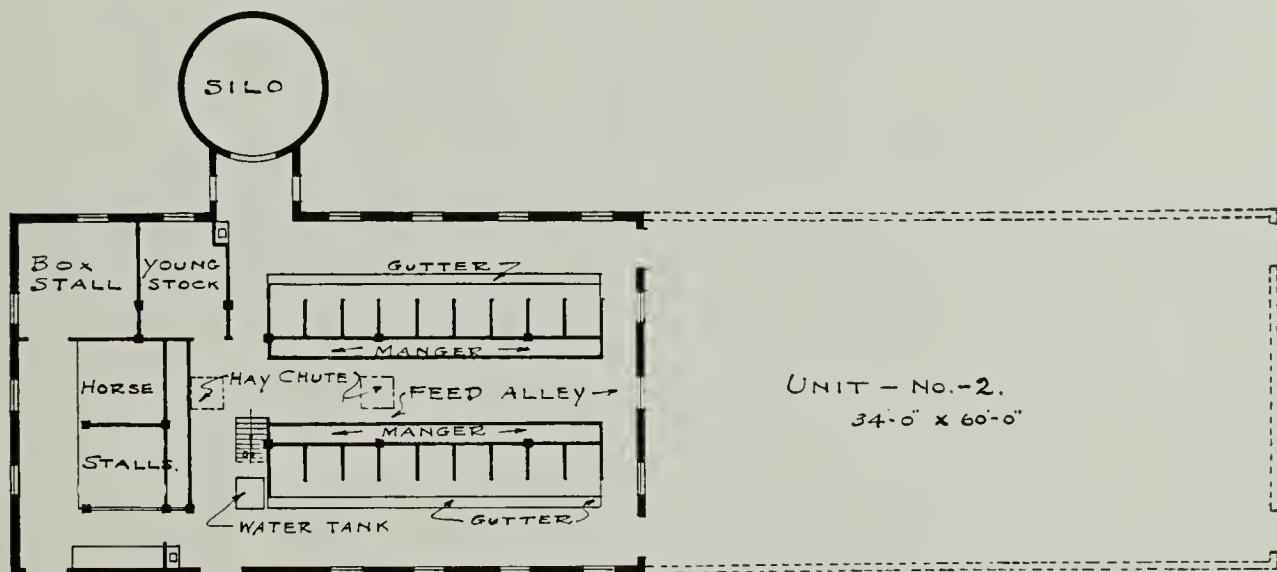 SILO
BOX
STALL
YOUNG
STOCK
GUTTER
MANGER
HORSE
STALLS.
HAY CHUTE
FEED ALLEY
MANGER
WATER TANK
GUTTER
UNIT - NO.-2.
34'-0" X 60'-0"